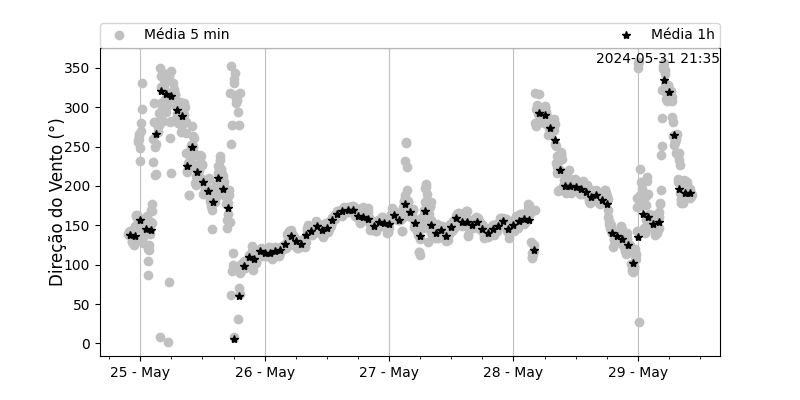 Média 5 min
Média 1h
2024-05-31 21:35
Direção do Vento (°)
350
300
250
200
150
100
50
0
25 - May
26 - May
27 - May
28 - May
29 - May